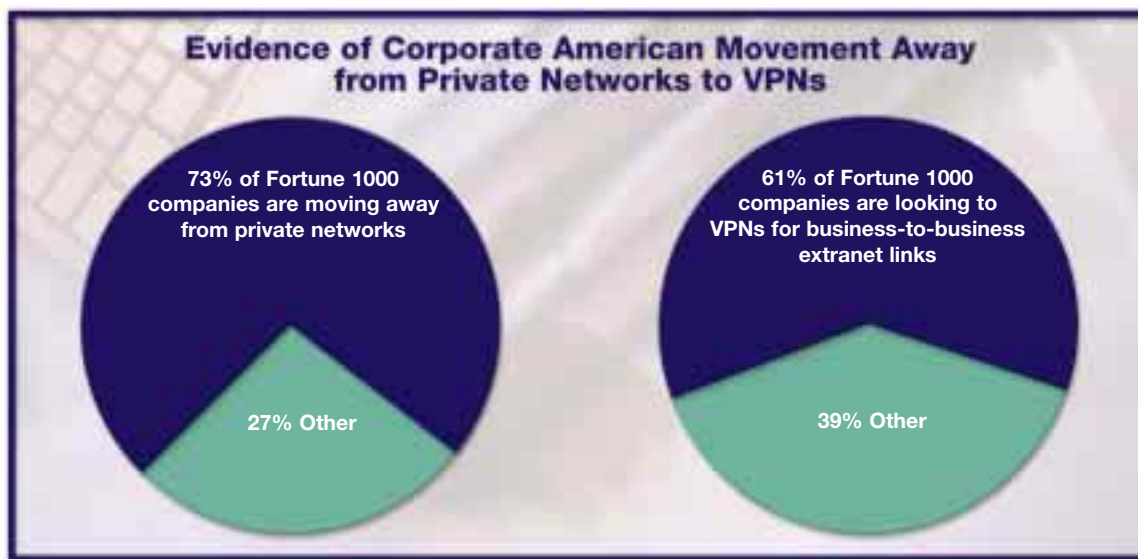 Evidence of Corporate American Movement Away
from Private Networks to VPNs
73% of Fortune 1000
companies are moving away
from private networks
27% Other
61% of Fortune 1000
companies are looking to
VPNs for business-to-business
extranet links
39% Other